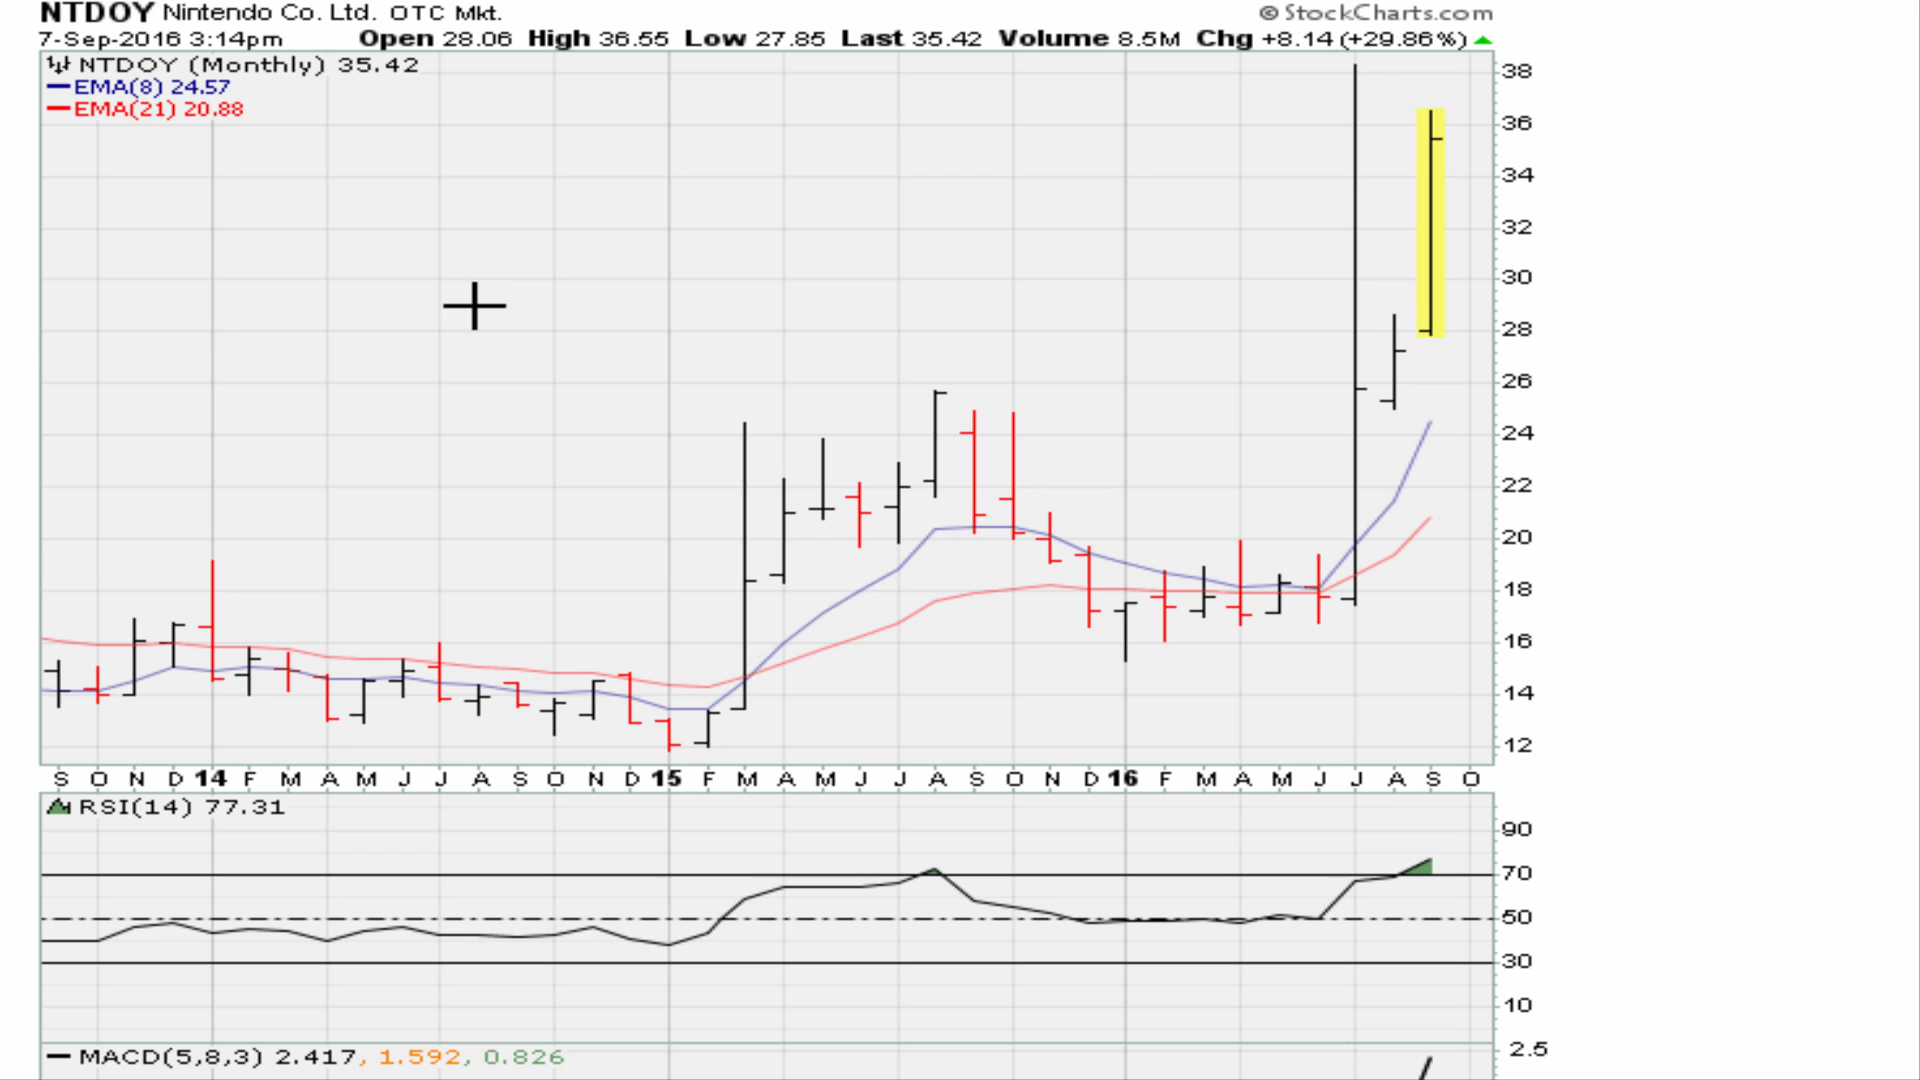 NTDOY Nintendo Co. Ltd. OTC Mkt. © StockCharts.com
7-Sep-2016 3:14pm Open 28.06 High 36.55 Low 27.85 Last 35.42 Volume 8.5M Chg +8.14 (+29.86%)
NTDOY (Monthly) 35.42
EMA(8) 24.57
EMA(21) 20.88
38
36
34
32
30
28
26
24
22
20
18
16
14
12
S O N D 14 F M A M J J A S O N D 15 F M A M J J A S O N D 16 F M A M J J A S O
RSI(14) 77.31
90
70
50
30
10
MACD(5,8,3) 2.417, 1.592, 0.826
2.5